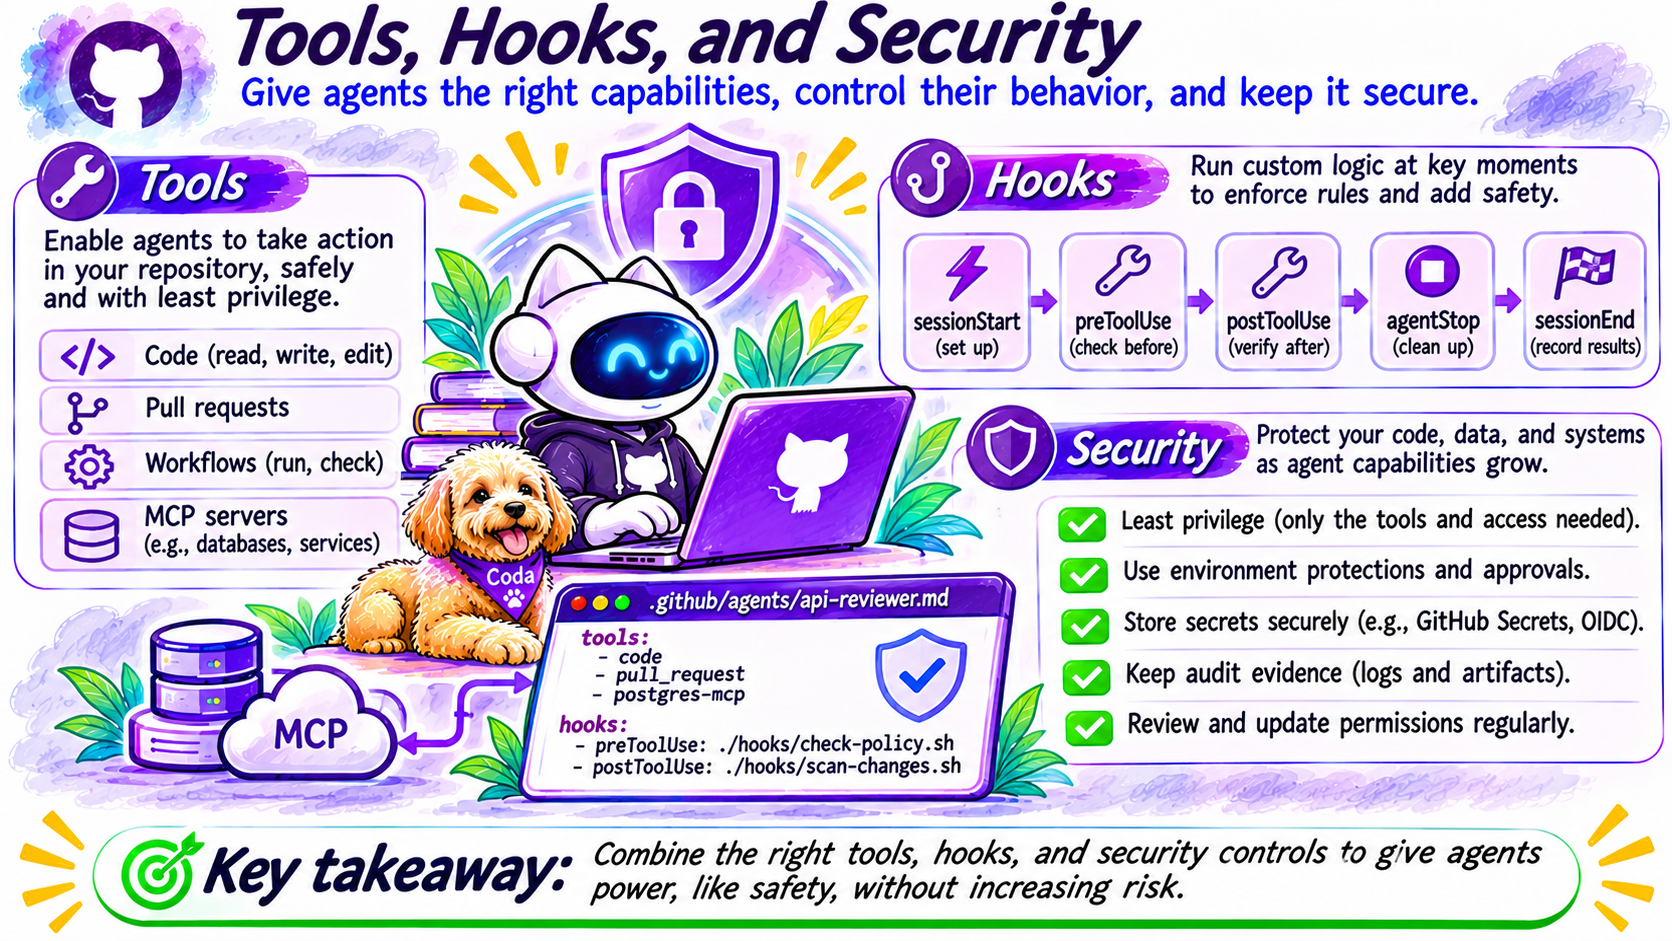 Tools, Hooks, and Security
Give agents the right capabilities, control their behavior, and keep it secure.
Tools
Enable agents to take action
in your repository, safely
and with least privilege.
</> Code (read, write, edit)
Pull requests
Workflows (run, check)
MCP servers
(e.g., databases, services)
Hooks
Run custom logic at key moments
to enforce rules and add safety.
sessionStart
(set up)
preToolUse
(check before)
postToolUse
(verify after)
agentStop
(clean up)
sessionEnd
(record results)
Security
Protect your code, data, and systems
as agent capabilities grow.
Least privilege (only the tools and access needed).
Use environment protections and approvals.
Store secrets securely (e.g., GitHub Secrets, OIDC).
Keep audit evidence (logs and artifacts).
Review and update permissions regularly.
Coda
MCP
.github/agents/api-reviewer.md
tools:
- code
- pull_request
- postgres-mcp
hooks:
- preToolUse: ./hooks/check-policy.sh
- postToolUse: ./hooks/scan-changes.sh
Key takeaway:
Combine the right tools, hooks, and security controls to give agents
power, like safety, without increasing risk.